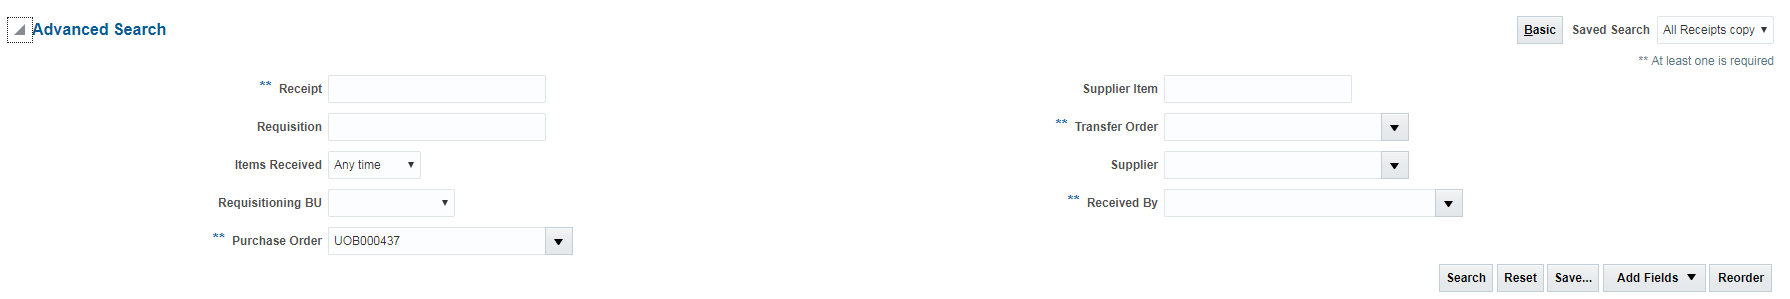 Advanced Search
Basic Saved Search All Receipts copy
** At least one is required
** Receipt
Supplier Item
Requisition
** Transfer Order
Items Received Any time
Supplier
Requisitioning BU
** Received By
** Purchase Order UOB000437
Search Reset Save... Add Fields Reorder